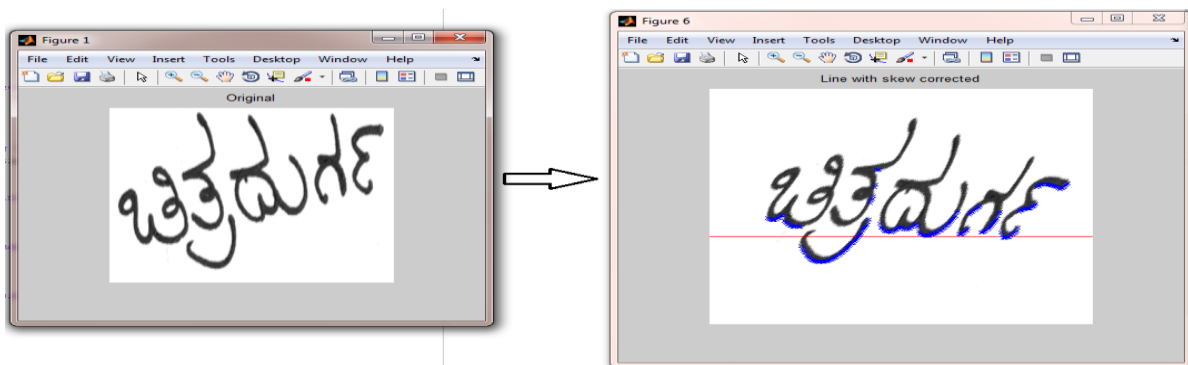 Figure 1
File Edit View Insert Tools Desktop Window Help
Original
ಚಿತ್ರದುರ್ಗ
Figure 6
File Edit View Insert Tools Desktop Window Help
Line with skew corrected
ಚಿತ್ರದುರ್ಗ